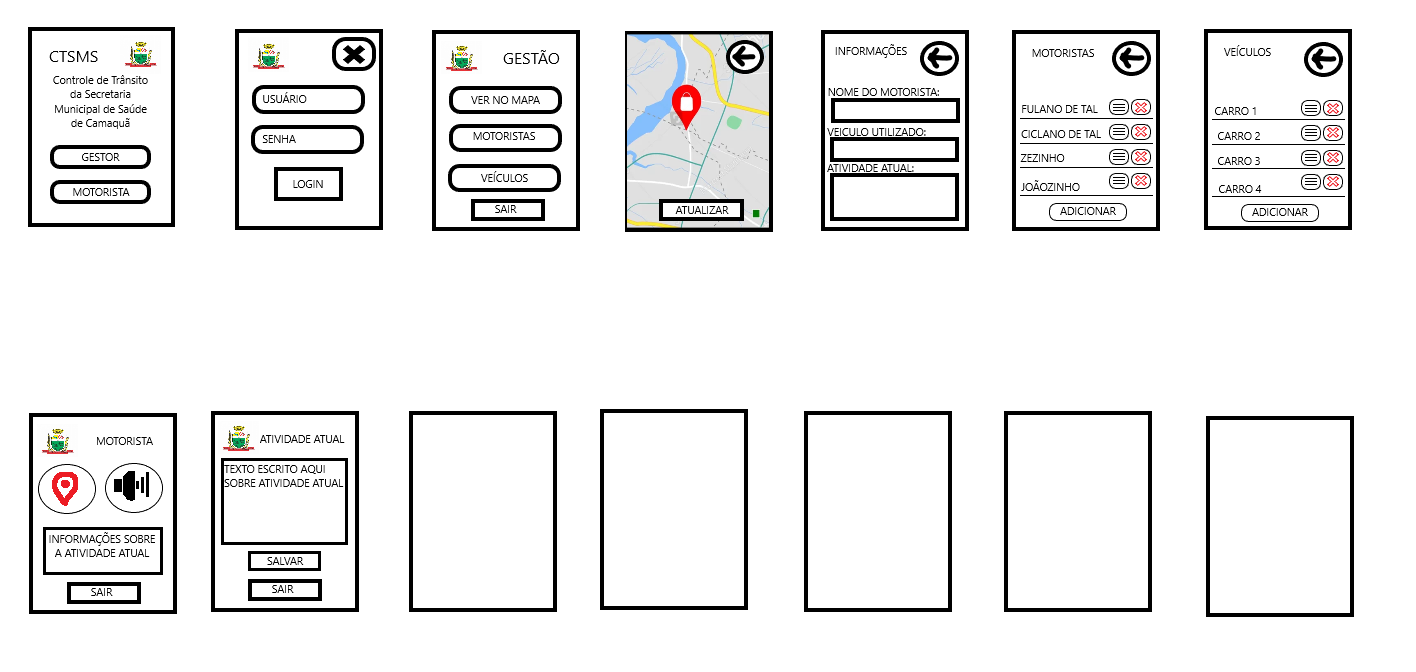 CTSMS
Controle de Trânsito
da Secretaria
Municipal de Saúde
de Camaquã
GESTOR
MOTORISTA
USUÁRIO
SENHA
LOGIN
GESTÃO
VER NO MAPA
MOTORISTAS
VEÍCULOS
SAIR
ATUALIZAR
INFORMAÇÕES
NOME DO MOTORISTA:
VEICULO UTILIZADO:
ATIVIDADE ATUAL:
MOTORISTAS
FULANO DE TAL
CICLANO DE TAL
ZEZINHO
JOÃOZINHO
ADICIONAR
VEÍCULOS
CARRO 1
CARRO 2
CARRO 3
CARRO 4
ADICIONAR
MOTORISTA
INFORMAÇÕES SOBRE
A ATIVIDADE ATUAL
SAIR
ATIVIDADE ATUAL
TEXTO ESCRITO AQUI
SOBRE ATIVIDADE ATUAL
SALVAR
SAIR